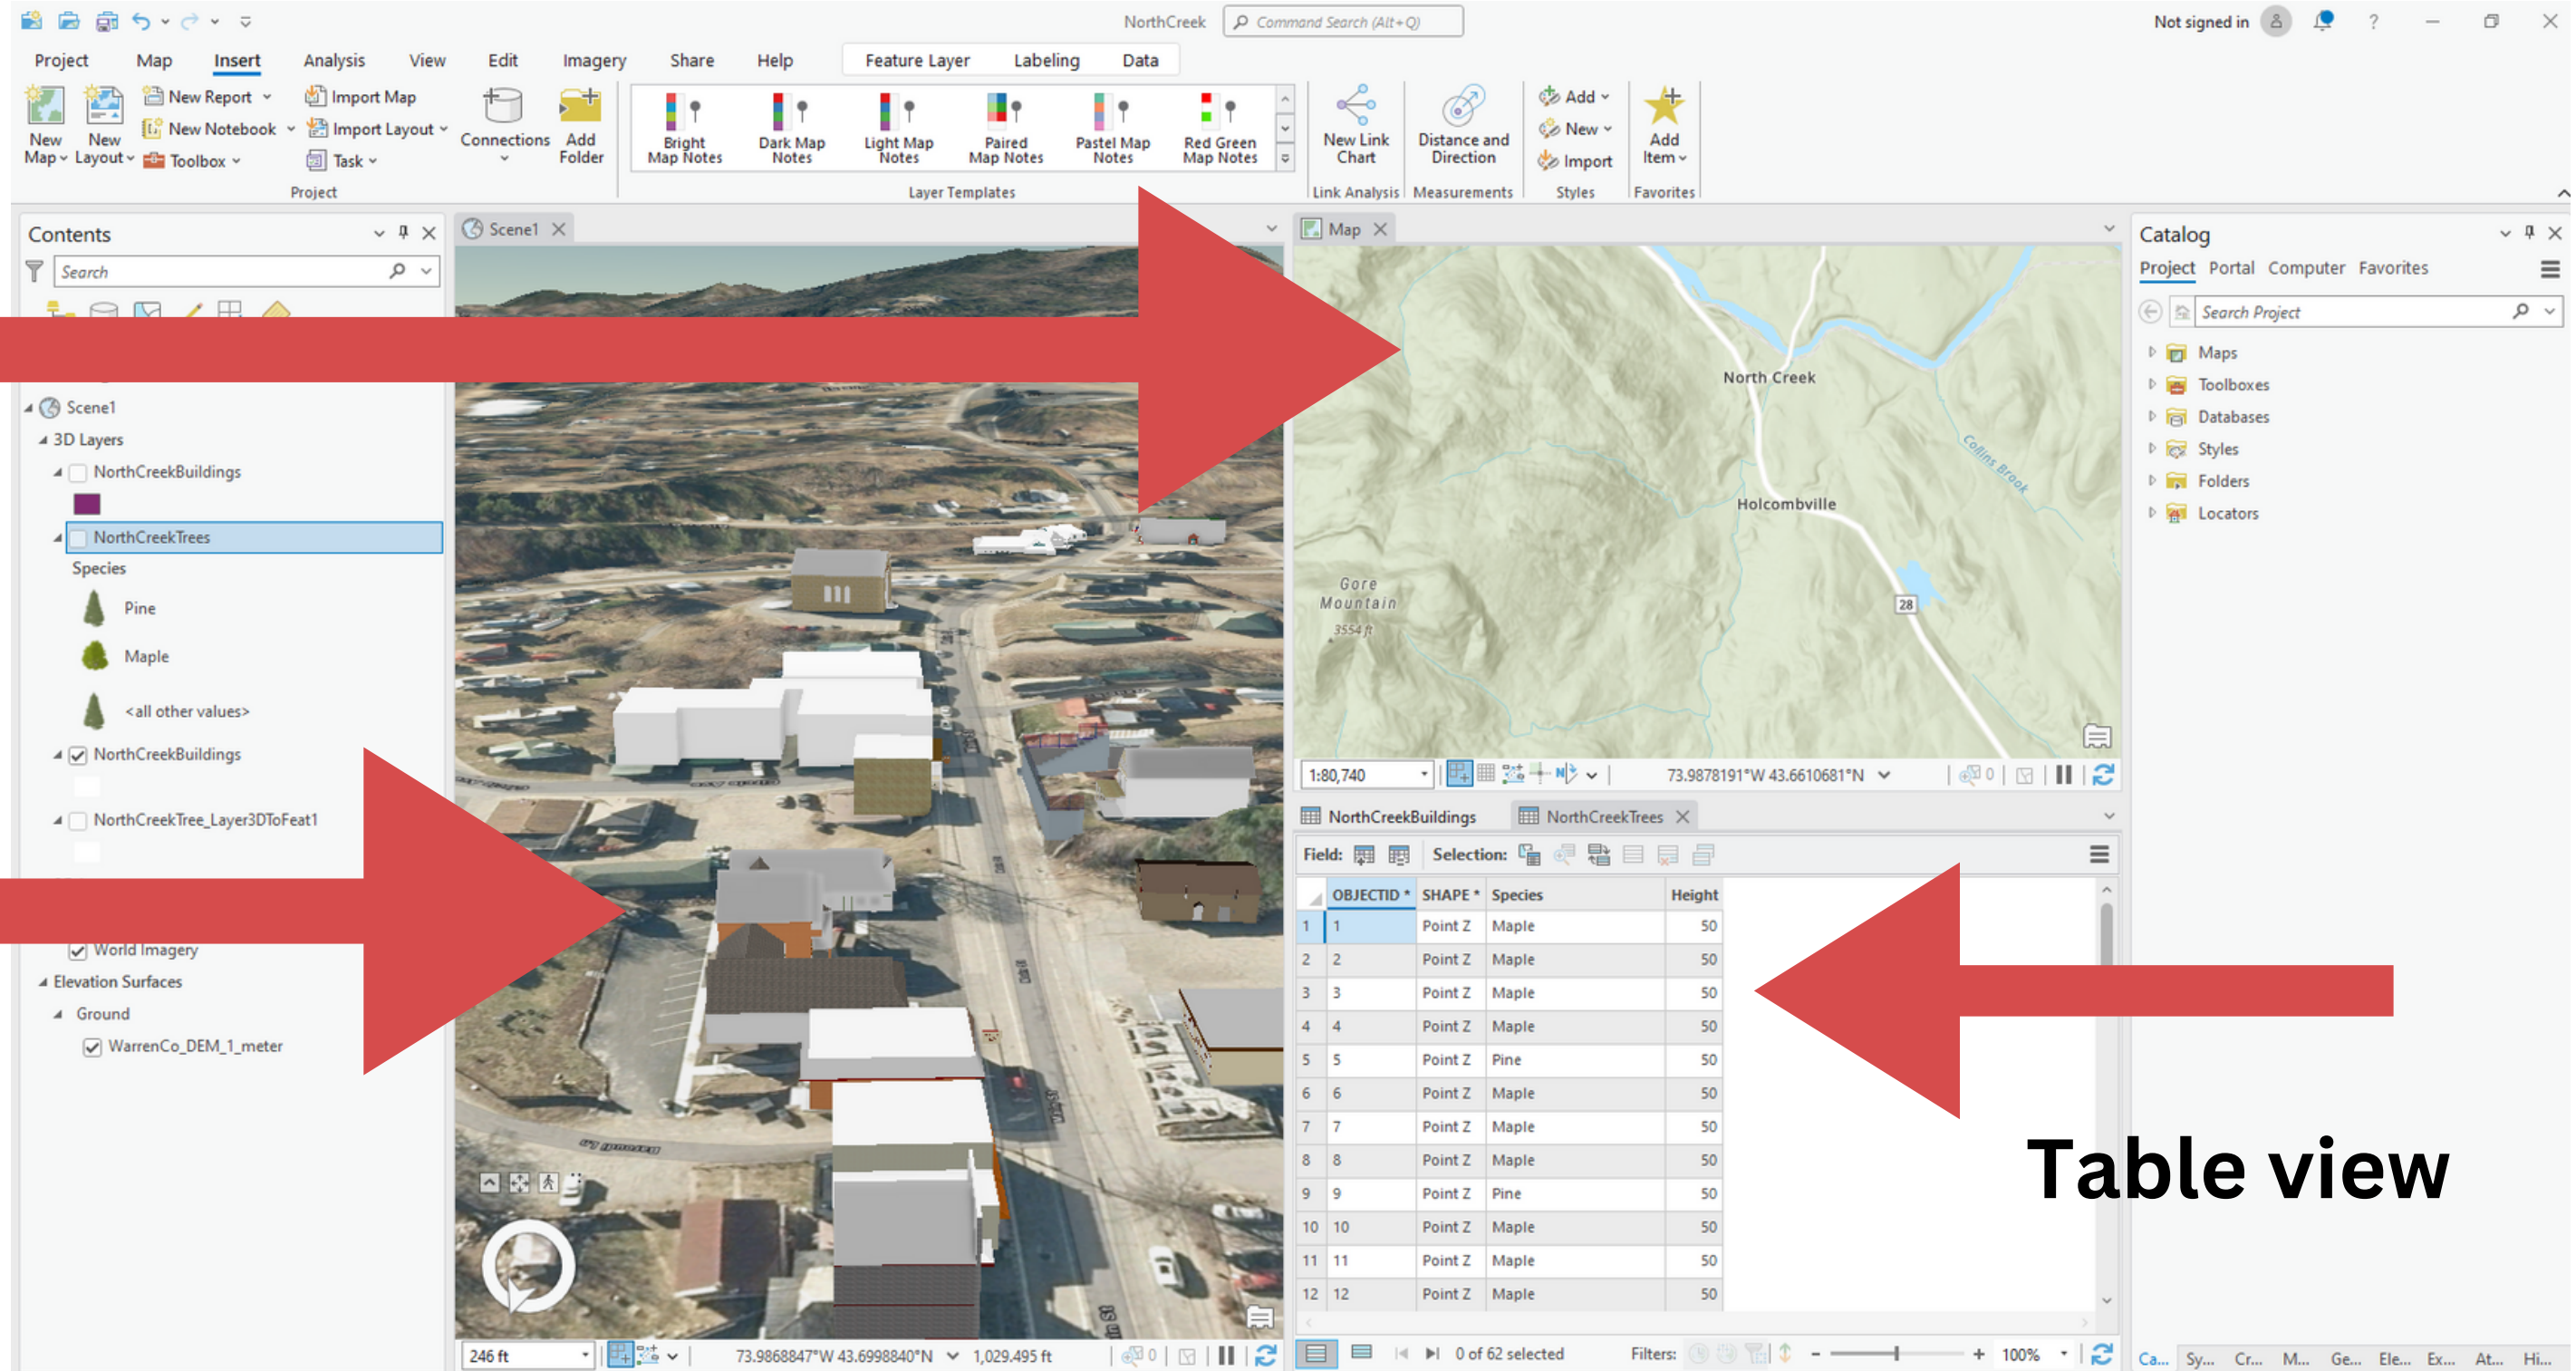 NorthCreek
Command Search (Alt+Q)
Not signed in
?
Project Map Insert Analysis View Edit Imagery Share Help Feature Layer Labeling Data
New Map
New Layout
New Report
New Notebook
Toolbox
Import Map
Import Layout
Task
Connections
Add Folder
Project
Bright Map Notes
Dark Map Notes
Light Map Notes
Paired Map Notes
Pastel Map Notes
Red Green Map Notes
Layer Templates
New Link Chart
Link Analysis
Distance and Direction
Measurements
Add
New
Import
Styles
Add Item
Favorites
Contents
Search
Scene1
3D Layers
NorthCreekBuildings
NorthCreekTrees
Species
Pine
Maple
<all other values>
NorthCreekBuildings
NorthCreekTree_Layer3DToFeat1
World Imagery
Elevation Surfaces
Ground
WarrenCo_DEM_1_meter
Scene1
246 ft
73.9868847°W 43.6998840°N
1,029.495 ft
0
Map
North Creek
Holcombville
Collins Brook
Gore
Mountain
3554 ft
28
1:80,740
73.9878191°W 43.6610681°N
0
NorthCreekBuildings NorthCreekTrees
Field: Selection:
OBJECTID * SHAPE * Species Height
1 1 Point Z Maple 50
2 2 Point Z Maple 50
3 3 Point Z Maple 50
4 4 Point Z Maple 50
5 5 Point Z Pine 50
6 6 Point Z Maple 50
7 7 Point Z Maple 50
8 8 Point Z Maple 50
9 9 Point Z Pine 50
10 10 Point Z Maple 50
11 11 Point Z Maple 50
12 12 Point Z Maple 50
0 of 62 selected
Filters:
- + 100%
Catalog
Project Portal Computer Favorites
Search Project
Maps
Toolboxes
Databases
Styles
Folders
Locators
Table view
Ca... Sy... Cr... M... Ge... Ele... Ex... At... Hi...